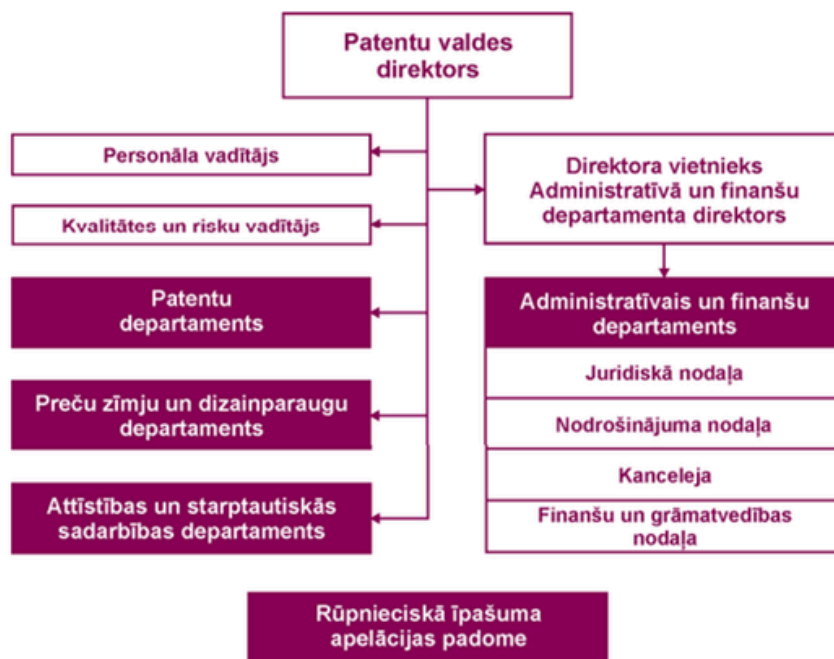 Patentu valdes
direktors
Personāla vadītājs
Kvalitātes un risku vadītājs
Patentu
departaments
Preču zīmju un dizainparaugu
departaments
Attīstības un starptautiskās
sadarbības departaments
Direktora vietnieks
Administratīvā un finanšu
departamenta direktors
Administratīvais un finanšu
departaments
Juridiskā nodaļa
Nodrošinājuma nodaļa
Kanceleja
Finanšu un grāmatvedības
nodaļa
Rūpnieciskā īpašuma
apelācijas padome